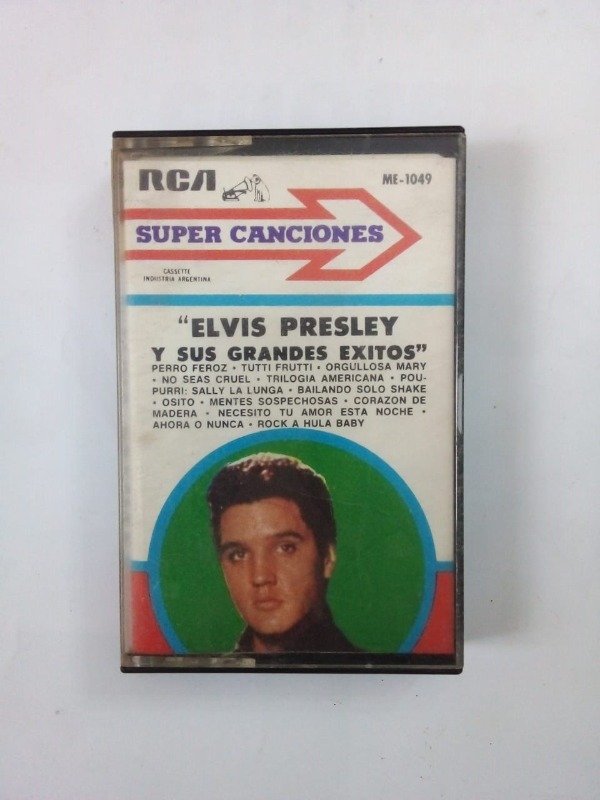 RCA
ME-1049
SUPER CANCIONES
CASSETTE
INDUSTRIA ARGENTINA
"ELVIS PRESLEY
Y SUS GRANDES EXITOS"
PERRO FEROZ · TUTTI FRUTTI · ORGULLOSA MARY
· NO SEAS CRUEL · TRILOGIA AMERICANA · POU-
PURRI: SALLY LA LUNGA · BAILANDO SOLO SHAKE
· OSITO · MENTES SOSPECHOSAS · CORAZON DE
MADERA · NECESITO TU AMOR ESTA NOCHE ·
AHORA O NUNCA · ROCK A HULA BABY